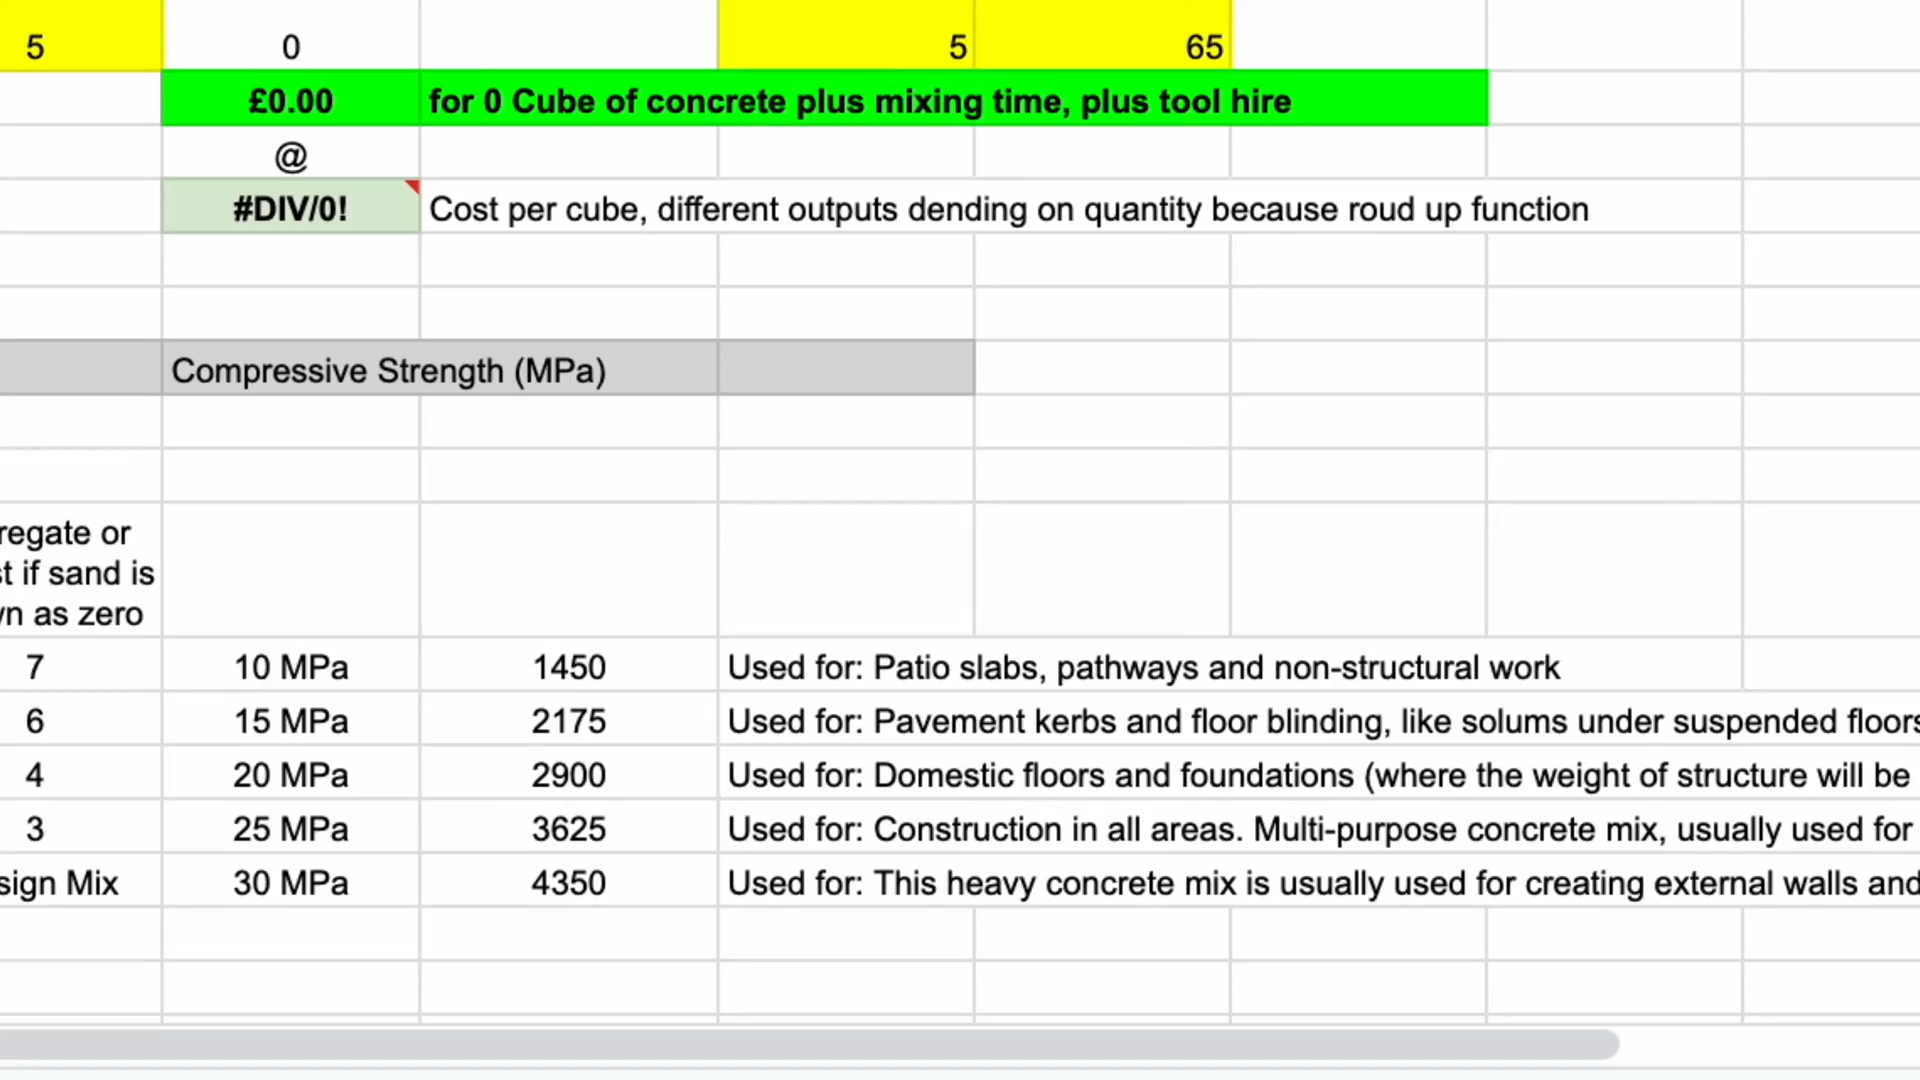 5 0 5 65
£0.00 for 0 Cube of concrete plus mixing time, plus tool hire
@
#DIV/0! Cost per cube, different outputs dending on quantity because roud up function
Compressive Strength (MPa)
regate or
st if sand is
wn as zero
7 10 MPa 1450 Used for: Patio slabs, pathways and non-structural work
6 15 MPa 2175 Used for: Pavement kerbs and floor blinding, like solums under suspended floors
4 20 MPa 2900 Used for: Domestic floors and foundations (where the weight of structure will be
3 25 MPa 3625 Used for: Construction in all areas. Multi-purpose concrete mix, usually used for
sign Mix 30 MPa 4350 Used for: This heavy concrete mix is usually used for creating external walls and